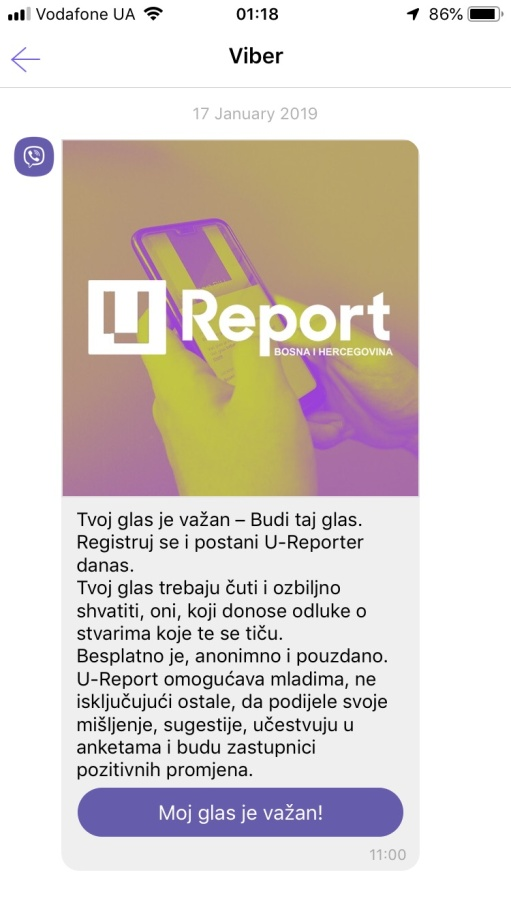 Vodafone UA 01:18 86%
Viber
17 January 2019
U Report
BOSNA I HERCEGOVINA
Tvoj glas je važan – Budi taj glas.
Registruj se i postani U-Reporter
danas.
Tvoj glas trebaju čuti i ozbiljno
shvatiti, oni, koji donose odluke o
stvarima koje te se tiču.
Besplatno je, anonimno i pouzdano.
U-Report omogućava mladima, ne
isključujući ostale, da podijele svoje
mišljenje, sugestije, učestvuju u
anketama i budu zastupnici
pozitivnih promjena.
Moj glas je važan!
11:00